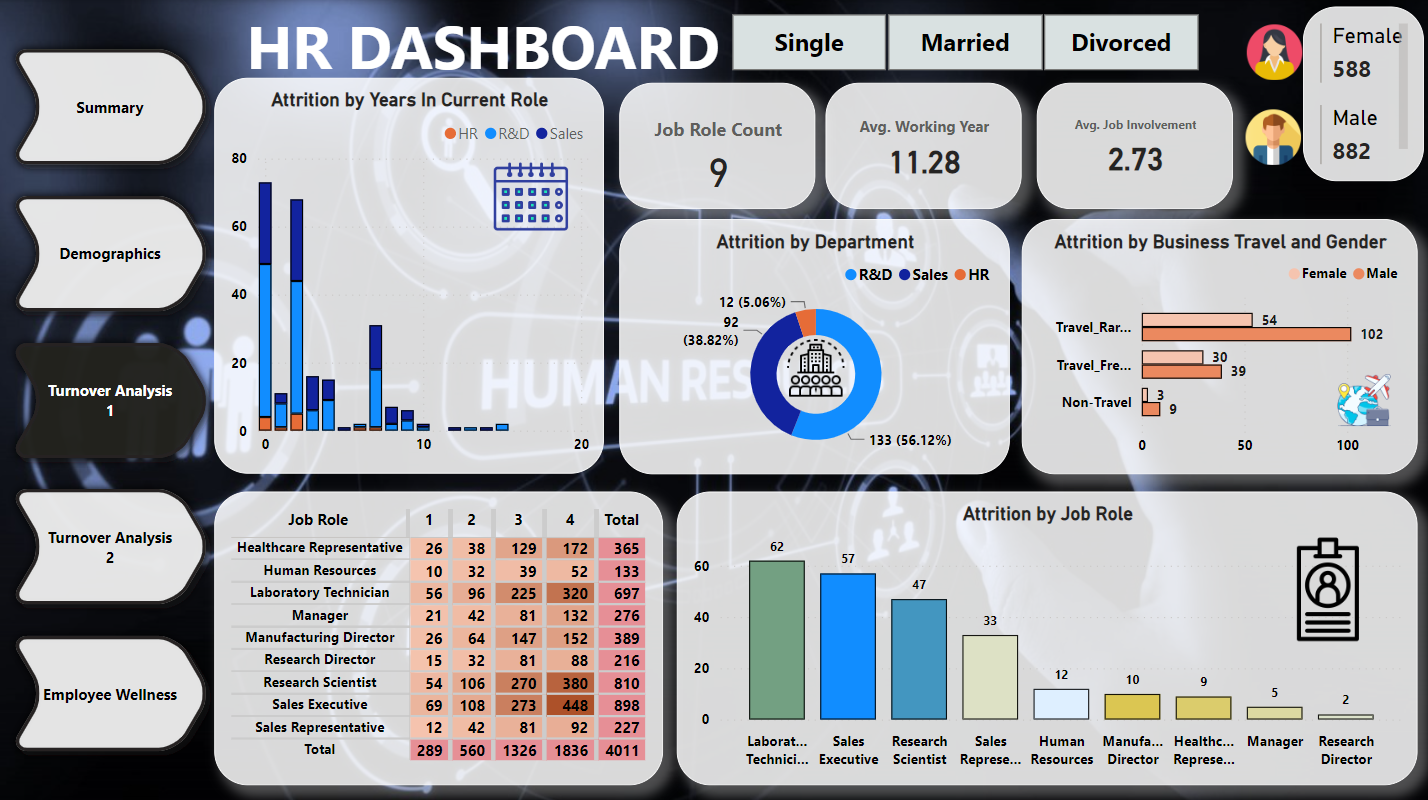 HR DASHBOARD
Single
Married
Divorced
Female
588
Male
882
Summary
Demographics
Turnover Analysis
1
Turnover Analysis
2
Employee Wellness
Attrition by Years In Current Role
HR R&D Sales
80
60
40
20
0
0 10 20
Job Role Count
9
Avg. Working Year
11.28
Avg. Job Involvement
2.73
Attrition by Department
R&D Sales HR
12 (5.06%)
92
(38.82%)
133 (56.12%)
HUMAN RES
Attrition by Business Travel and Gender
Female Male
Travel_Rar... 54
102
Travel_Fre... 30
39
Non-Travel 3
9
0 50 100
Job Role 1 2 3 4 Total
Healthcare Representative 26 38 129 172 365
Human Resources 10 32 39 52 133
Laboratory Technician 56 96 225 320 697
Manager 21 42 81 132 276
Manufacturing Director 26 64 147 152 389
Research Director 15 32 81 88 216
Research Scientist 54 106 270 380 810
Sales Executive 69 108 273 448 898
Sales Representative 12 42 81 92 227
Total 289 560 1326 1836 4011
Attrition by Job Role
60
40
20
0
62
57
47
33
12
10
9
5
2
Laborat...
Technici...
Sales
Executive
Research
Scientist
Sales
Represe...
Human
Resources
Manufa...
Director
Healthc...
Represe...
Manager
Research
Director